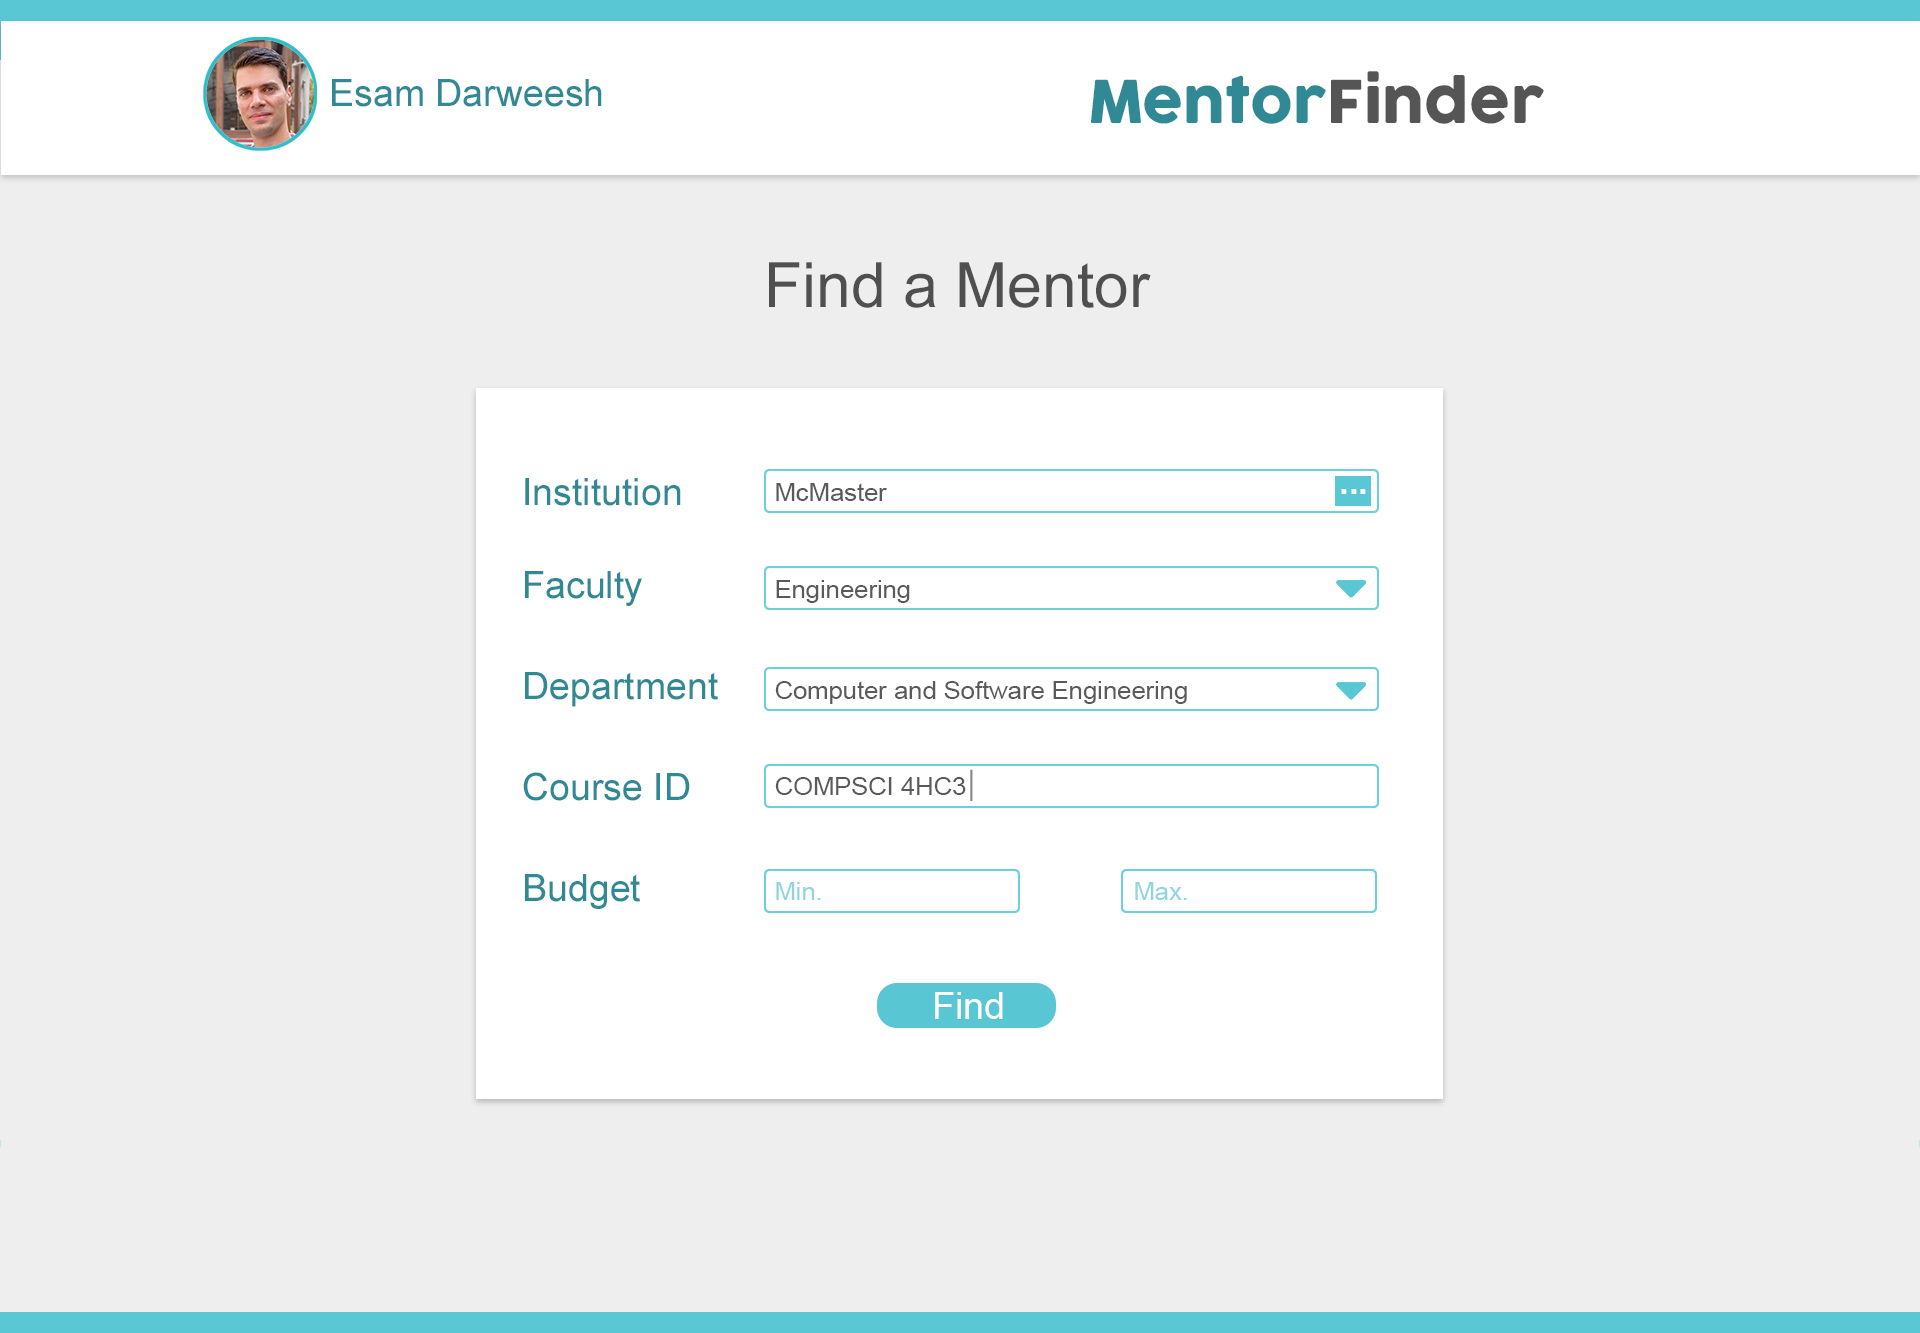 Esam Darweesh
MentorFinder
Find a Mentor
Institution McMaster
Faculty Engineering
Department Computer and Software Engineering
Course ID COMPSCI 4HC3
Budget Min. Max.
Find